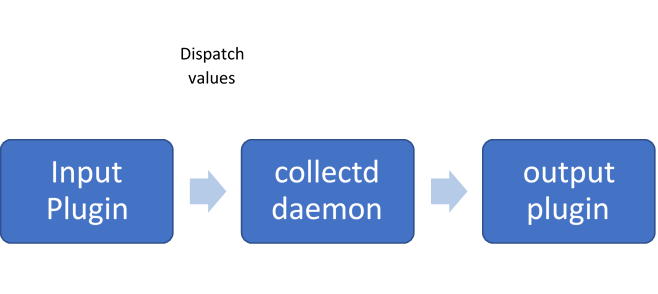 Dispatch
values
Input
Plugin
collectd
daemon
output
plugin